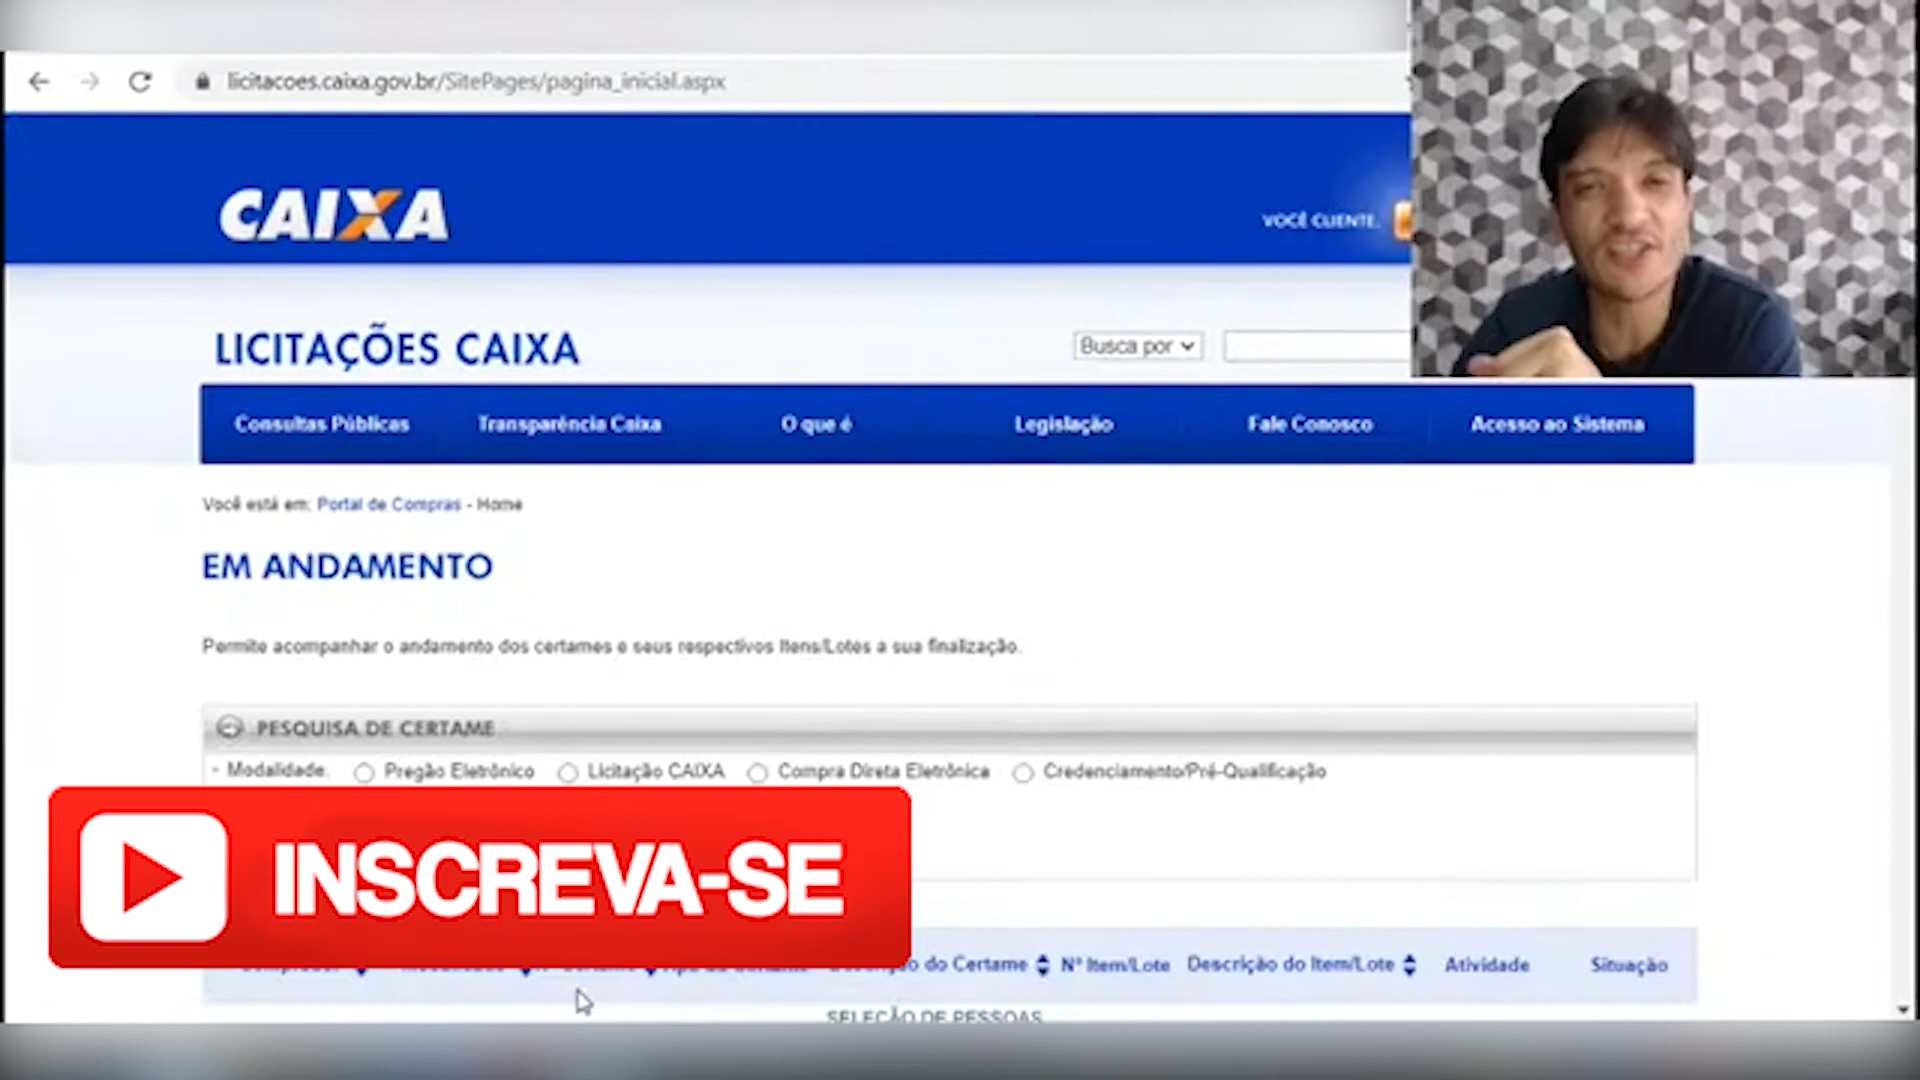 licitacoes.caixa.gov.br/SitePages/pagina_inicial.aspx
CAIXA
VOCÊ CLIENTE.
LICITAÇÕES CAIXA
Busca por
Consultas Públicas Transparência Caixa O que é Legislação Fale Conosco Acesso ao Sistema
Você está em: Portal de Compras - Home
EM ANDAMENTO
Permite acompanhar o andamento dos certames e seus respectivos Itens/Lotes a sua finalização.
PESQUISA DE CERTAME
- Modalidade: Pregão Eletrônico Licitação CAIXA Compra Direta Eletrônica Credenciamento/Pré-Qualificação
INSCREVA-SE
do Certame Nº Item/Lote Descrição do Item/Lote Atividade Situação
SELEÇÃO DE PESSOAS